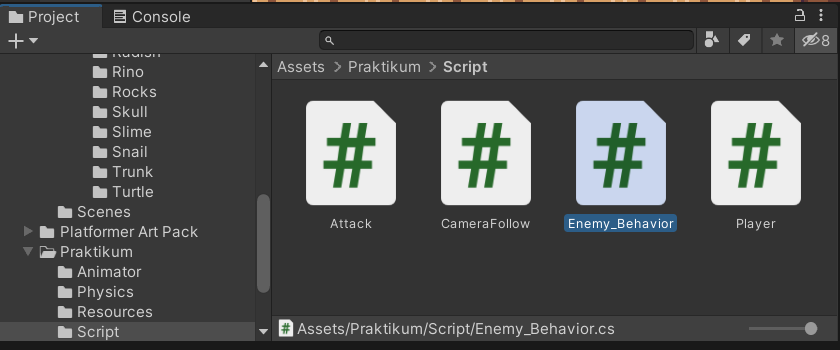 Project
Console
8
Radish
Rino
Rocks
Skull
Slime
Snail
Trunk
Turtle
Scenes
Platformer Art Pack
Praktikum
Animator
Physics
Resources
Script
Assets > Praktikum > Script
Attack
CameraFollow
Enemy_Behavior
Player
Assets/Praktikum/Script/Enemy_Behavior.cs